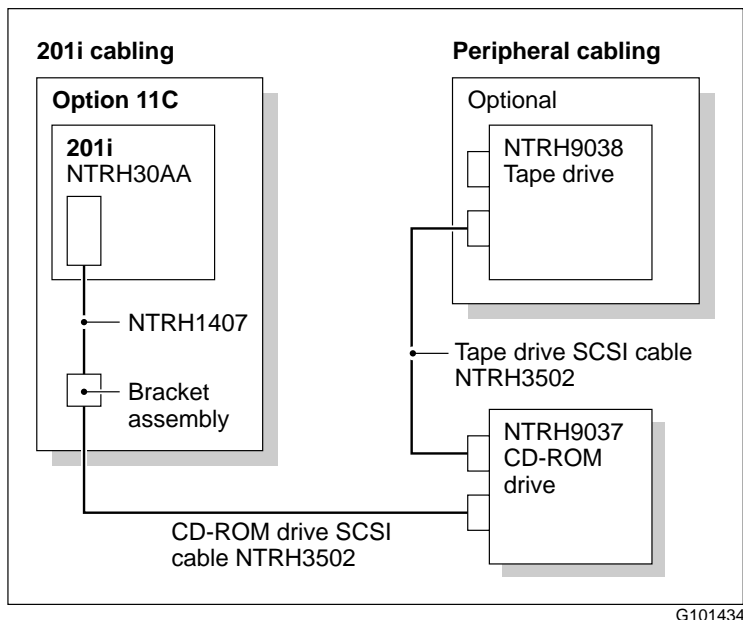 201i cabling
Option 11C
201i
NTRH30AA
NTRH1407
Bracket
assembly
CD-ROM drive SCSI
cable NTRH3502
Peripheral cabling
Optional
NTRH9038
Tape drive
Tape drive SCSI cable
NTRH3502
NTRH9037
CD-ROM
drive
G101434